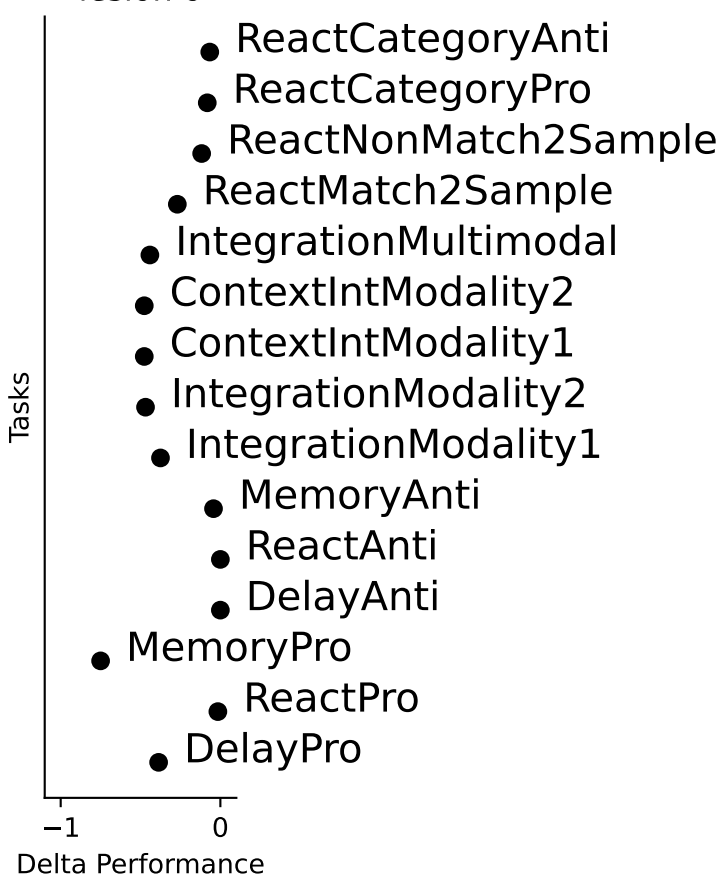 ReactCategoryAnti
ReactCategoryPro
ReactNonMatch2Sample
ReactMatch2Sample
IntegrationMultimodal
ContextIntModality2
ContextIntModality1
IntegrationModality2
IntegrationModality1
MemoryAnti
ReactAnti
DelayAnti
MemoryPro
ReactPro
DelayPro
Tasks
−1 0
Delta Performance